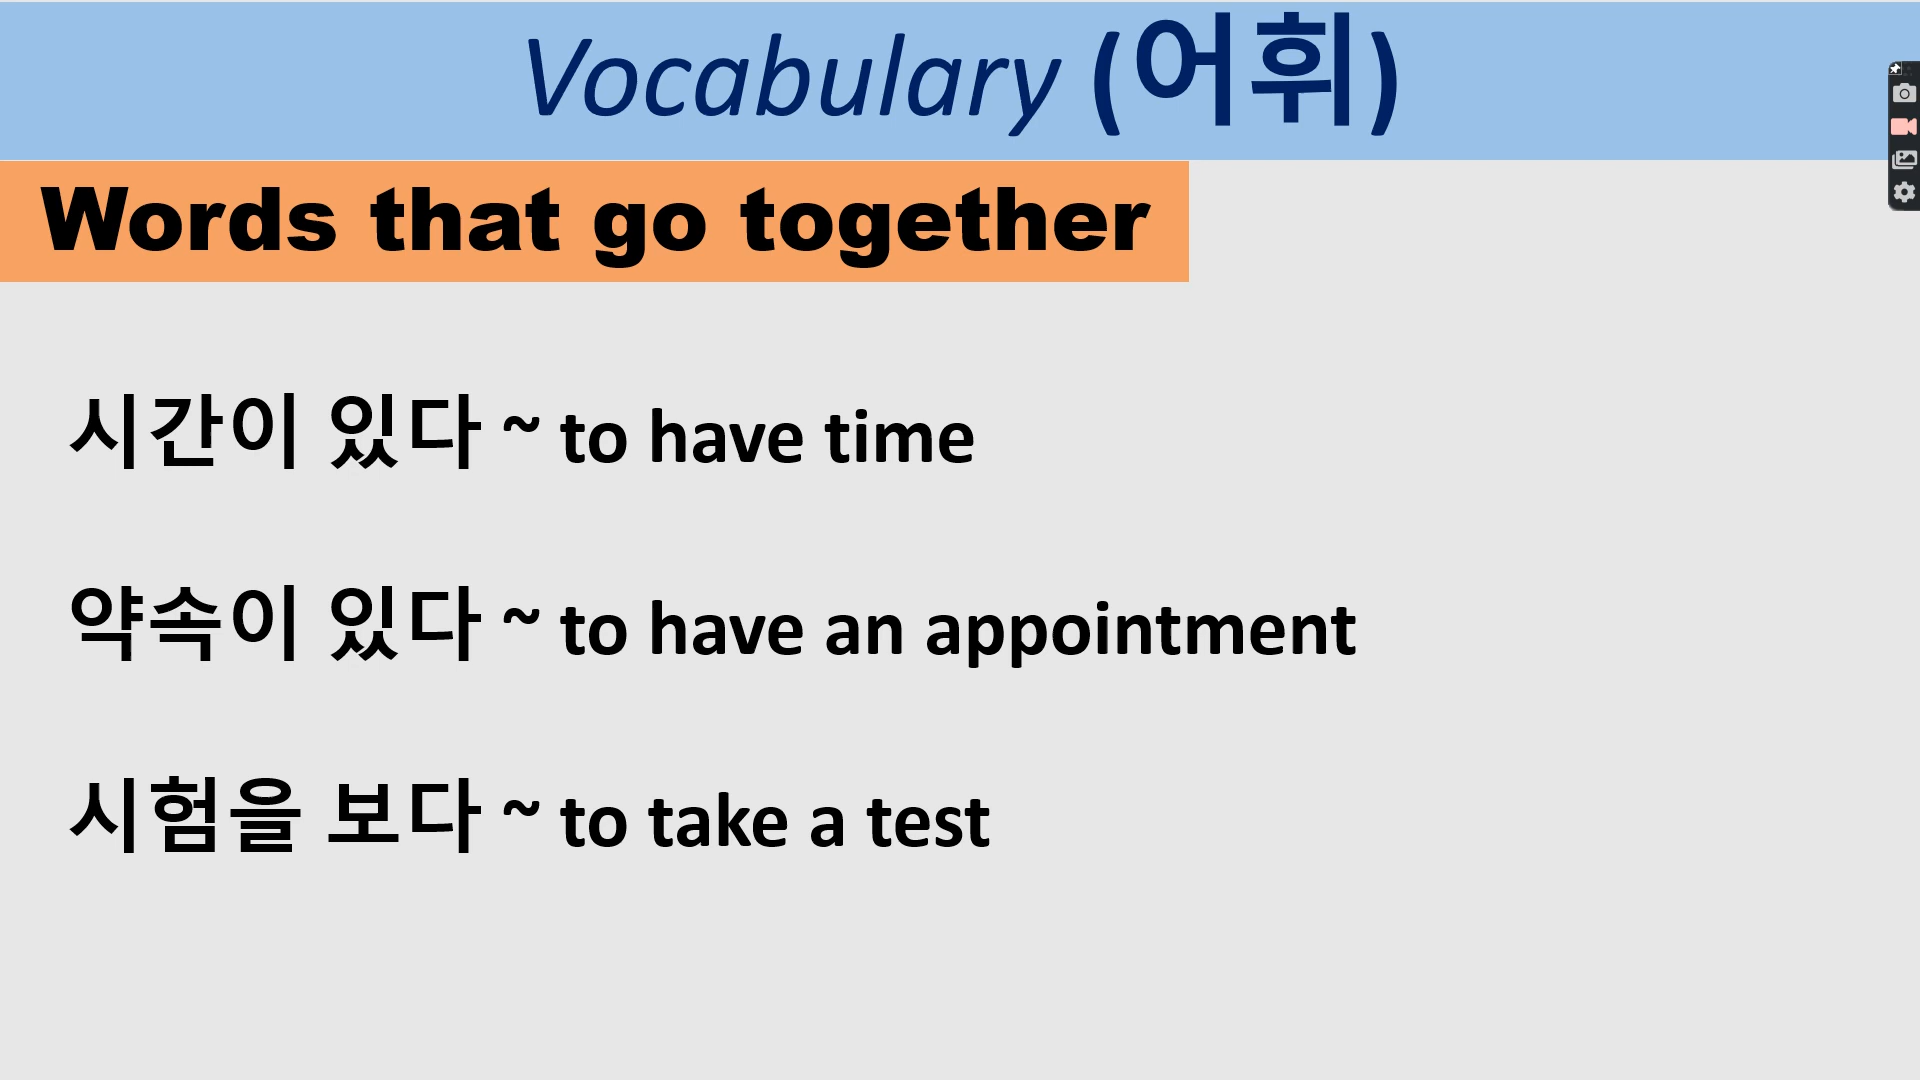 Vocabulary (어휘)
Words that go together
시간이 있다 ~ to have time
약속이 있다 ~ to have an appointment
시험을 보다 ~ to take a test